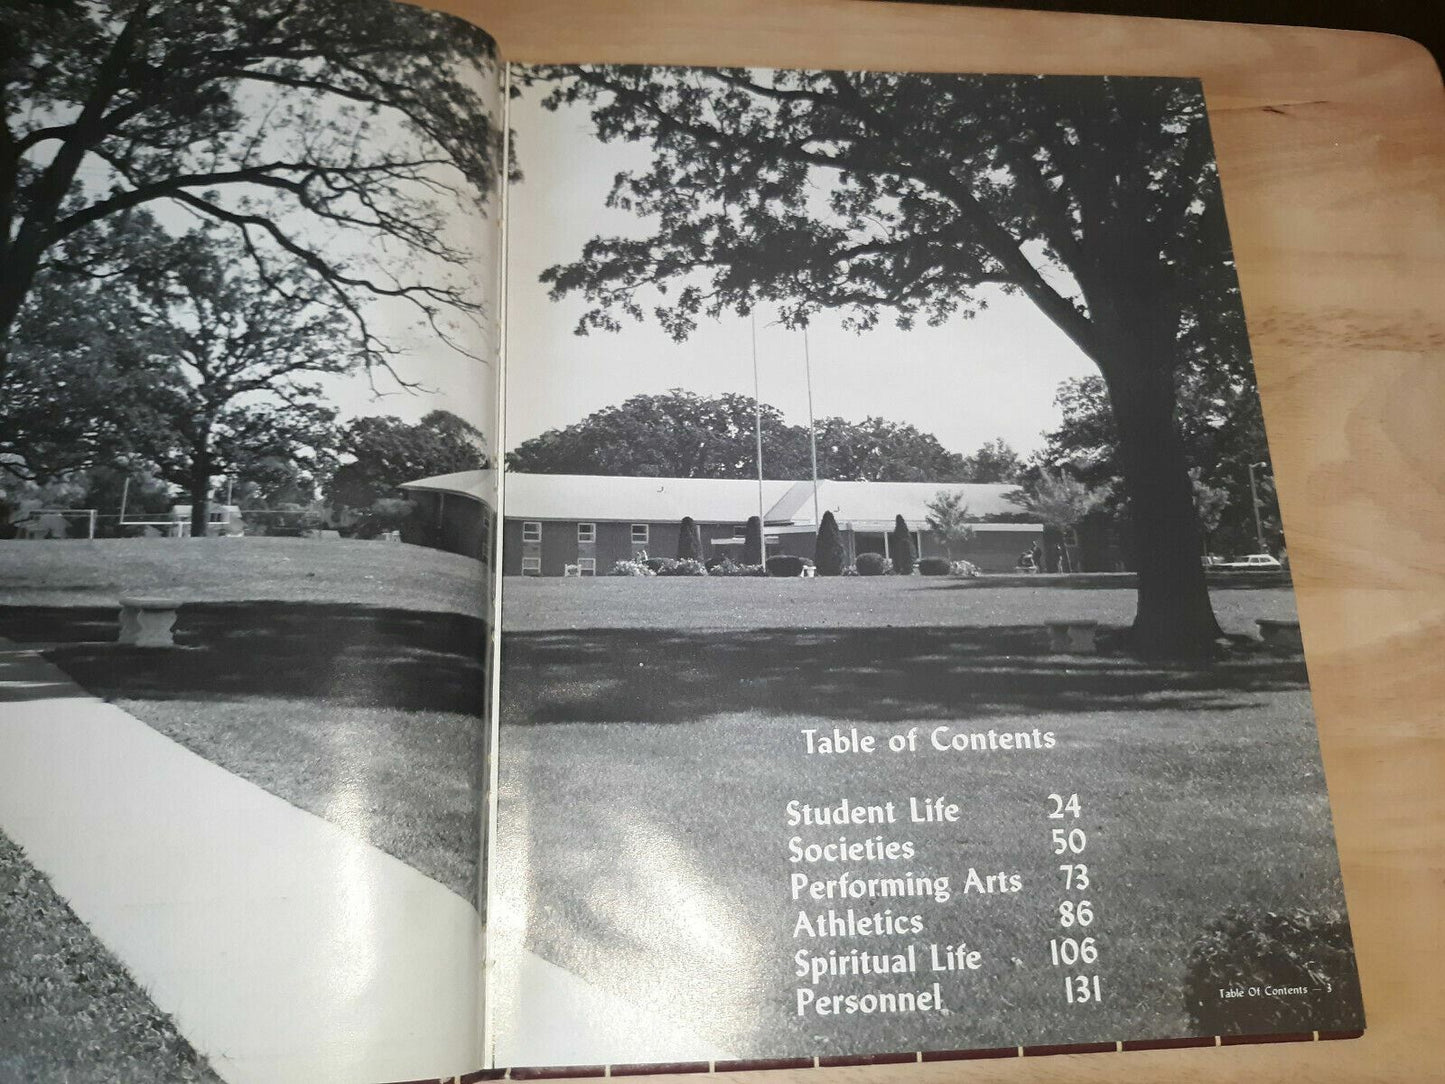 Table of Contents
Student Life 24
Societies 50
Performing Arts 73
Athletics 86
Spiritual Life 106
Personnel 131
Table Of Contents — 3